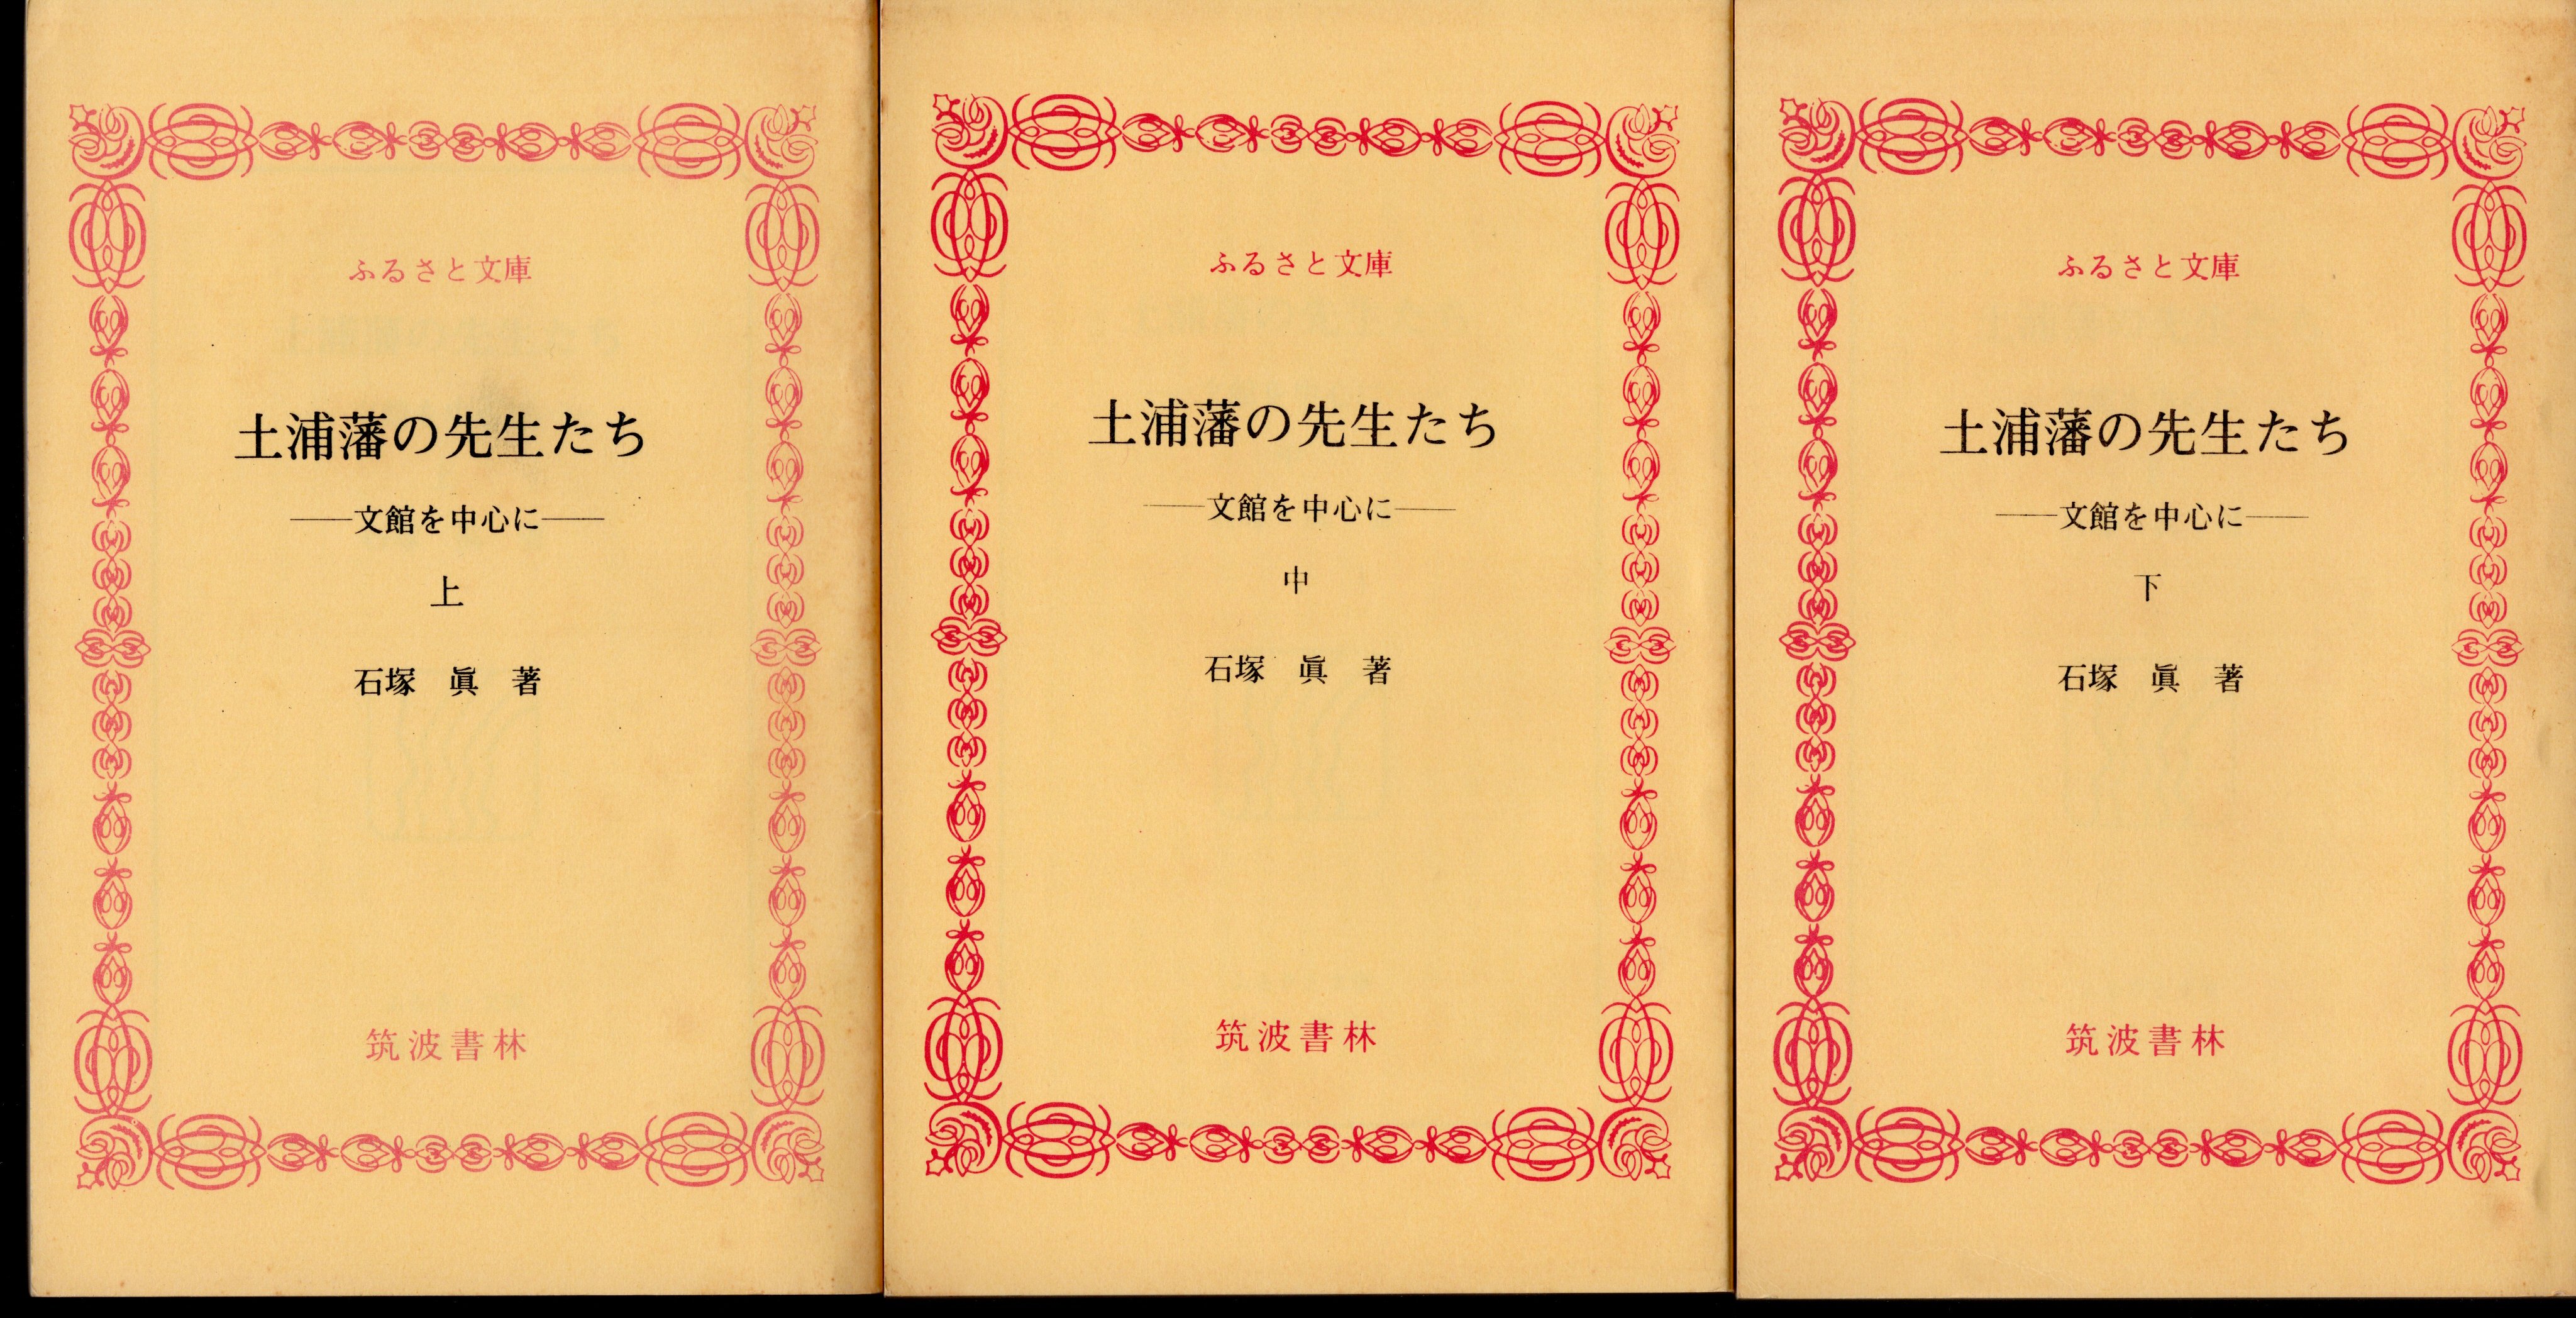 ふるさと文庫
土浦藩の先生たち
――文館を中心に――
上
石塚 眞 著
筑波書林
ふるさと文庫
土浦藩の先生たち
――文館を中心に――
中
石塚 眞 著
筑波書林
ふるさと文庫
土浦藩の先生たち
――文館を中心に――
下
石塚 眞 著
筑波書林